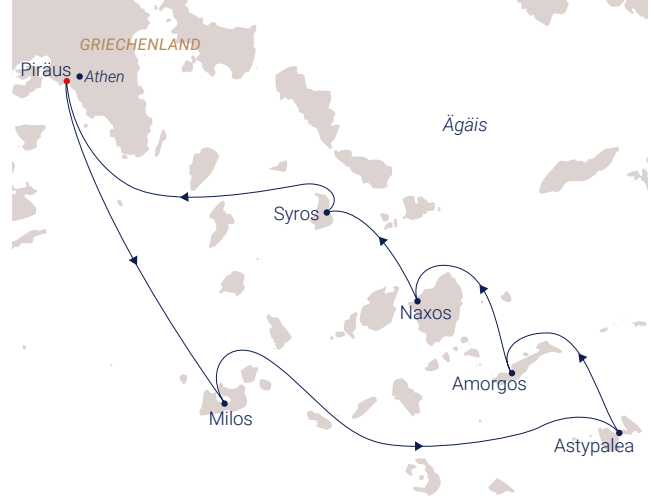 GRIECHENLAND
Piräus
Athen
Ägäis
Syros
Naxos
Amorgos
Milos
Astypalea